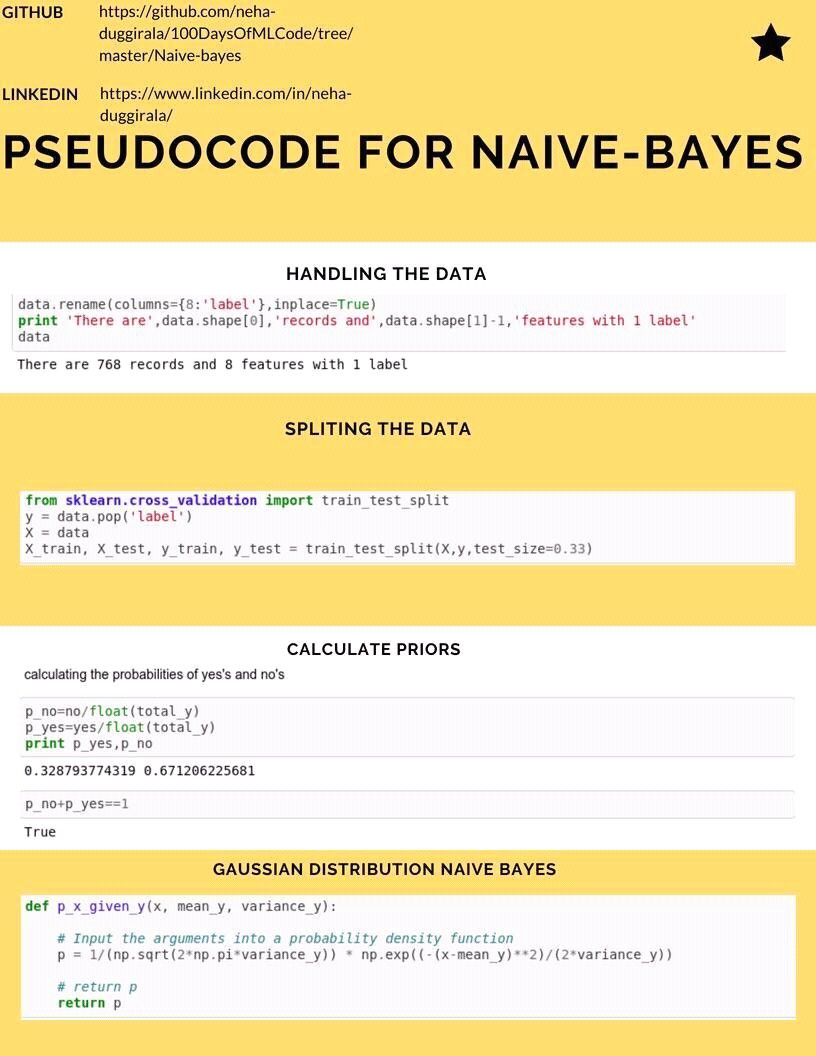 GITHUB https://github.com/neha-
duggirala/100DaysOfMLCode/tree/
master/Naive-bayes
LINKEDIN https://www.linkedin.com/in/neha-
duggirala/
PSEUDOCODE FOR NAIVE-BAYES
HANDLING THE DATA
data.rename(columns={8:'label'},inplace=True)
print 'There are',data.shape[0],'records and',data.shape[1]-1,'features with 1 label'
data
There are 768 records and 8 features with 1 label
SPLITING THE DATA
from sklearn.cross_validation import train_test_split
y = data.pop('label')
X = data
X_train, X_test, y_train, y_test = train_test_split(X,y,test_size=0.33)
CALCULATE PRIORS
calculating the probabilities of yes's and no's
p_no=no/float(total_y)
p_yes=yes/float(total_y)
print p_yes,p_no
0.328793774319 0.671206225681
p_no+p_yes==1
True
GAUSSIAN DISTRIBUTION NAIVE BAYES
def p_x_given_y(x, mean_y, variance_y):
# Input the arguments into a probability density function
p = 1/(np.sqrt(2*np.pi*variance_y)) * np.exp((-(x-mean_y)**2)/(2*variance_y))
# return p
return p